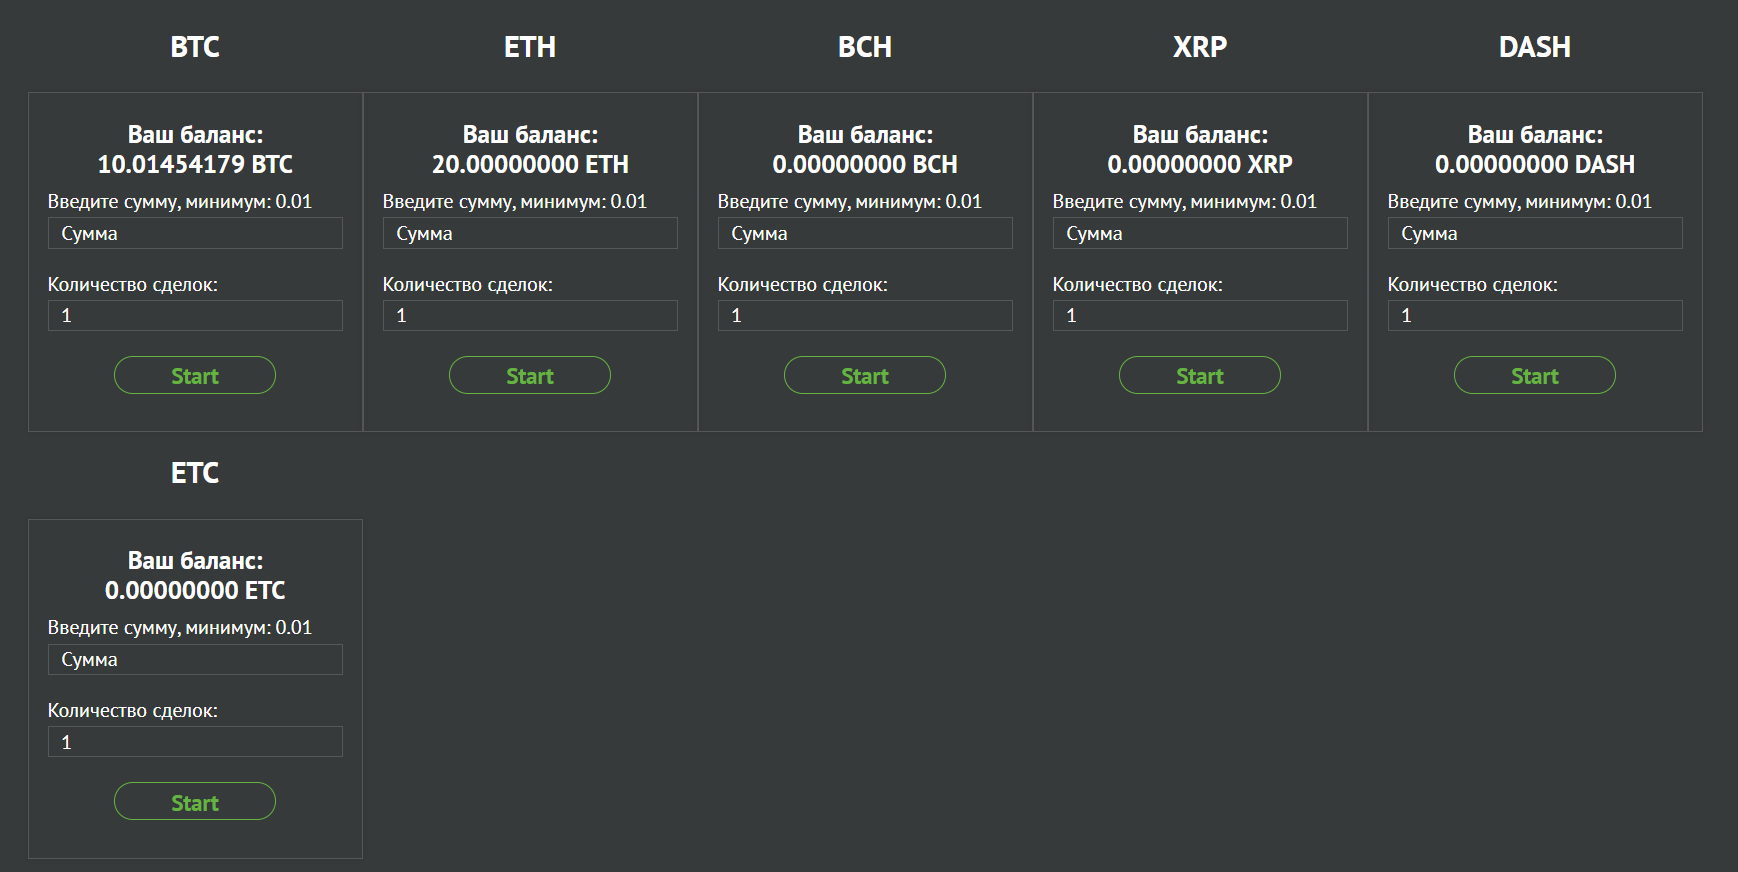 BTC
Ваш баланс:
10.01454179 BTC
Введите сумму, минимум: 0.01
Сумма
Количество сделок:
1
Start
ETH
Ваш баланс:
20.00000000 ETH
Введите сумму, минимум: 0.01
Сумма
Количество сделок:
1
Start
BCH
Ваш баланс:
0.00000000 BCH
Введите сумму, минимум: 0.01
Сумма
Количество сделок:
1
Start
XRP
Ваш баланс:
0.00000000 XRP
Введите сумму, минимум: 0.01
Сумма
Количество сделок:
1
Start
DASH
Ваш баланс:
0.00000000 DASH
Введите сумму, минимум: 0.01
Сумма
Количество сделок:
1
Start
ETC
Ваш баланс:
0.00000000 ETC
Введите сумму, минимум: 0.01
Сумма
Количество сделок:
1
Start